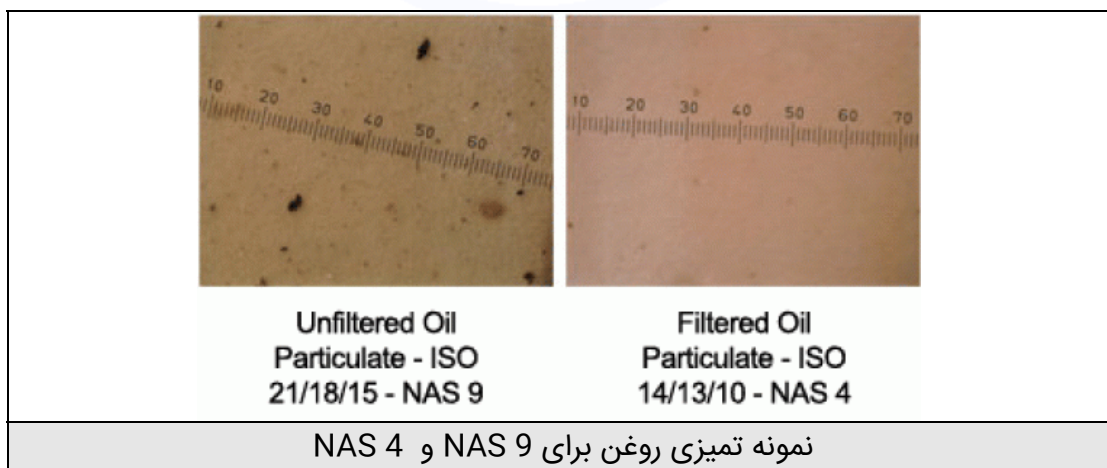 10 20 30 40 50 60 70
10 20 30 40 50 60 70
Unfiltered Oil
Particulate - ISO
21/18/15 - NAS 9
Filtered Oil
Particulate - ISO
14/13/10 - NAS 4
نمونه تمیزی روغن برای NAS 9 و NAS 4